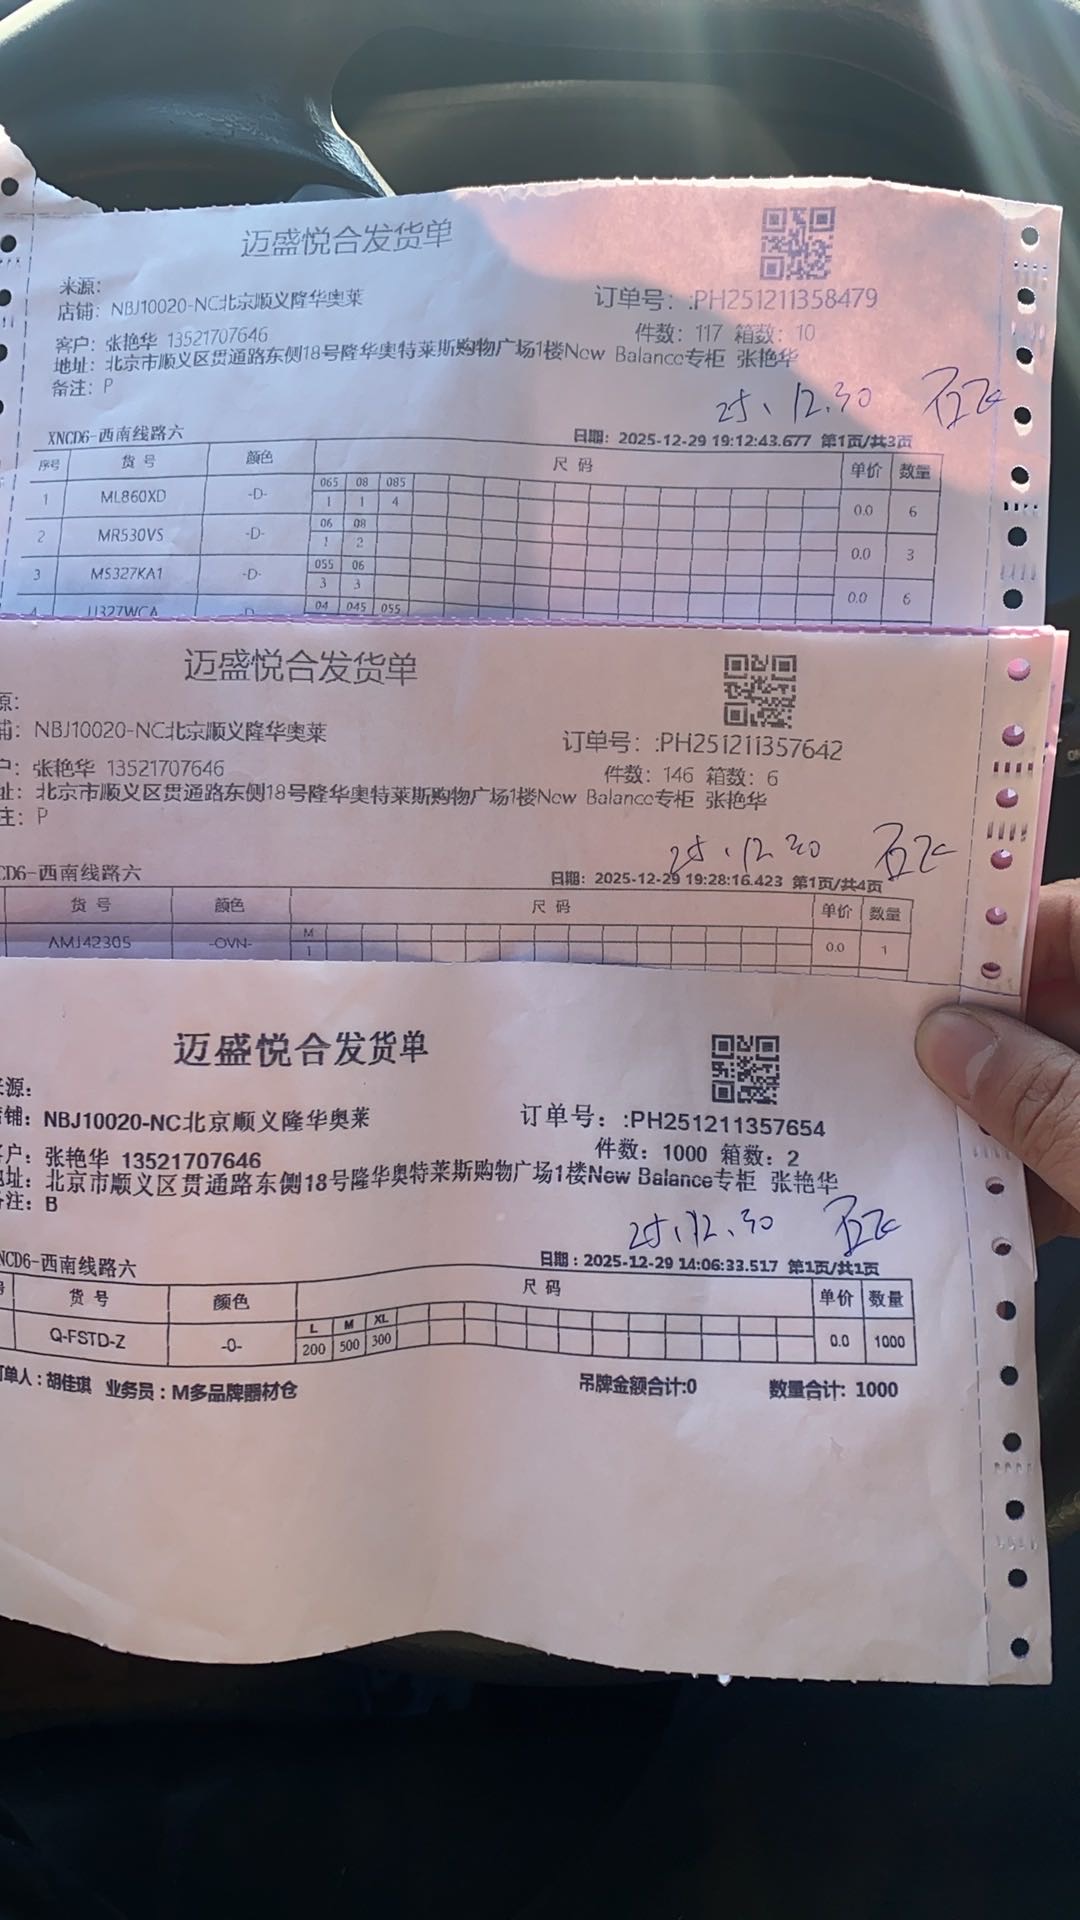 迈盛悦合发货单
来源:
店铺: NBJ10020-NC北京顺义隆华奥莱
订单号: :PH251211358479
客户: 张艳华 13521707646
件数: 117 箱数: 10
地址: 北京市顺义区贯通路东侧18号隆华奥特莱斯购物广场1楼New Balance专柜 张艳华
备注: P
25、12.30
XNCD6-西南线路六
日期: 2025-12-29 19:12:43.677 第1页/共3页
序号 货 号 颜色 尺 码 单价 数量
065 08 085
1 ML860XD -D- 1 1 4 0.0 6
06 08
2 MR530VS -D- 1 2 0.0 3
055 06
3 MS327KA1 -D- 3 3 0.0 6
04 045 055
4 U327WCA -D-
迈盛悦合发货单
源:
铺: NBJ10020-NC北京顺义隆华奥莱
订单号: :PH251211357642
户: 张艳华 13521707646
件数: 146 箱数: 6
址: 北京市顺义区贯通路东侧18号隆华奥特莱斯购物广场1楼New Balance专柜 张艳华
注: P
25、12.30
CD6-西南线路六
日期: 2025-12-29 19:28:16.423 第1页/共4页
货 号 颜色 尺 码 单价 数量
M
AMJ42305 -OVN- 1 0.0 1
迈盛悦合发货单
来源:
店铺: NBJ10020-NC北京顺义隆华奥莱
订单号: :PH251211357654
客户: 张艳华 13521707646
件数: 1000 箱数: 2
地址: 北京市顺义区贯通路东侧18号隆华奥特莱斯购物广场1楼New Balance专柜 张艳华
备注: B
25、12、30
NCD6-西南线路六
日期: 2025-12-29 14:06:33.517 第1页/共1页
号 货 号 颜色 尺 码 单价 数量
L M XL
Q-FSTD-Z -0- 200 500 300 0.0 1000
订单人: 胡佳琪 业务员: M多品牌器材仓 吊牌金额合计:0 数量合计: 1000